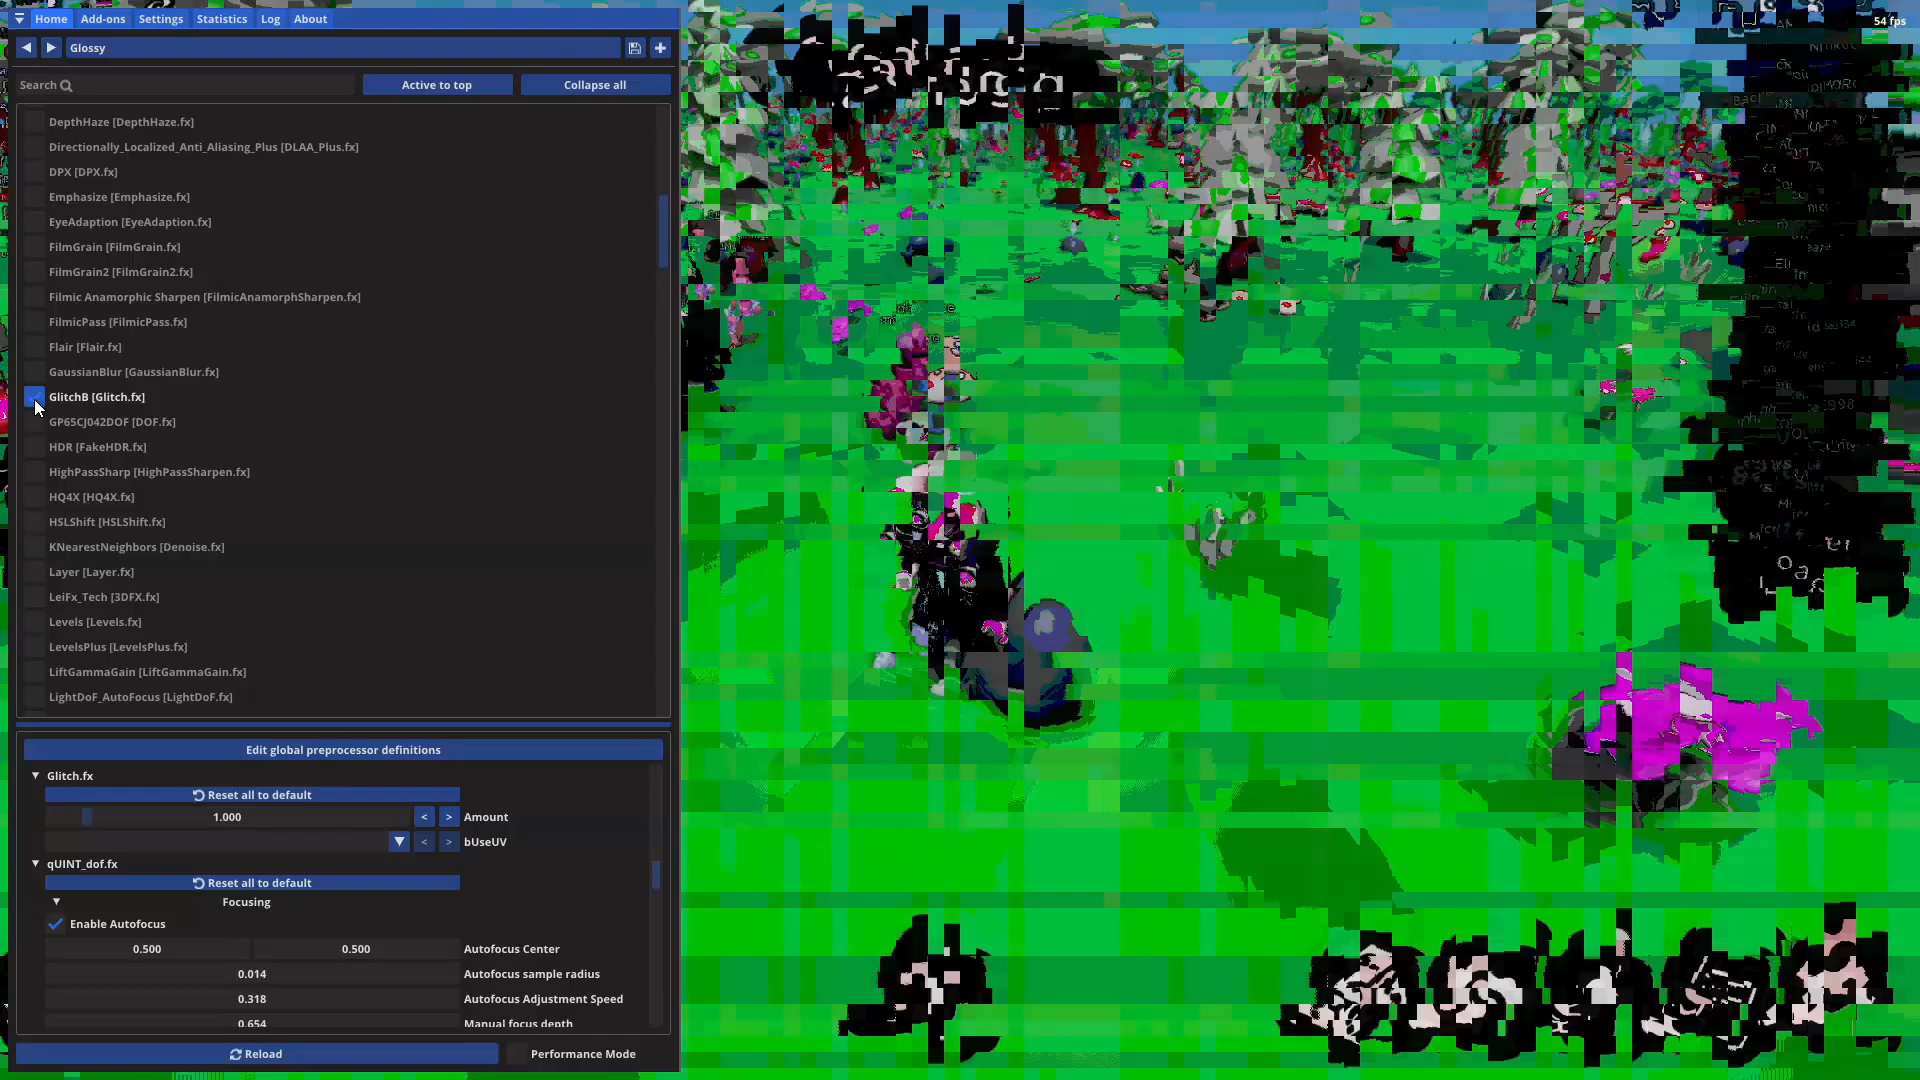 Home Add-ons Settings Statistics Log About
54 fps
Glossy
Search Active to top Collapse all
DepthHaze [DepthHaze.fx]
Directionally_Localized_Anti_Aliasing_Plus [DLAA_Plus.fx]
DPX [DPX.fx]
Emphasize [Emphasize.fx]
EyeAdaption [EyeAdaption.fx]
FilmGrain [FilmGrain.fx]
FilmGrain2 [FilmGrain2.fx]
Filmic Anamorphic Sharpen [FilmicAnamorphSharpen.fx]
FilmicPass [FilmicPass.fx]
Flair [Flair.fx]
GaussianBlur [GaussianBlur.fx]
GlitchB [Glitch.fx]
GP65CJ042DOF [DOF.fx]
HDR [FakeHDR.fx]
HighPassSharp [HighPassSharpen.fx]
HQ4X [HQ4X.fx]
HSLShift [HSLShift.fx]
KNearestNeighbors [Denoise.fx]
Layer [Layer.fx]
LeiFx_Tech [3DFX.fx]
Levels [Levels.fx]
LevelsPlus [LevelsPlus.fx]
LiftGammaGain [LiftGammaGain.fx]
LightDoF_AutoFocus [LightDoF.fx]
Edit global preprocessor definitions
Glitch.fx
Reset all to default
1.000 < > Amount
< > bUseUV
qUINT_dof.fx
Reset all to default
Focusing
Enable Autofocus
0.500 0.500 Autofocus Center
0.014 Autofocus sample radius
0.318 Autofocus Adjustment Speed
0.654 Manual focus depth
Reload Performance Mode